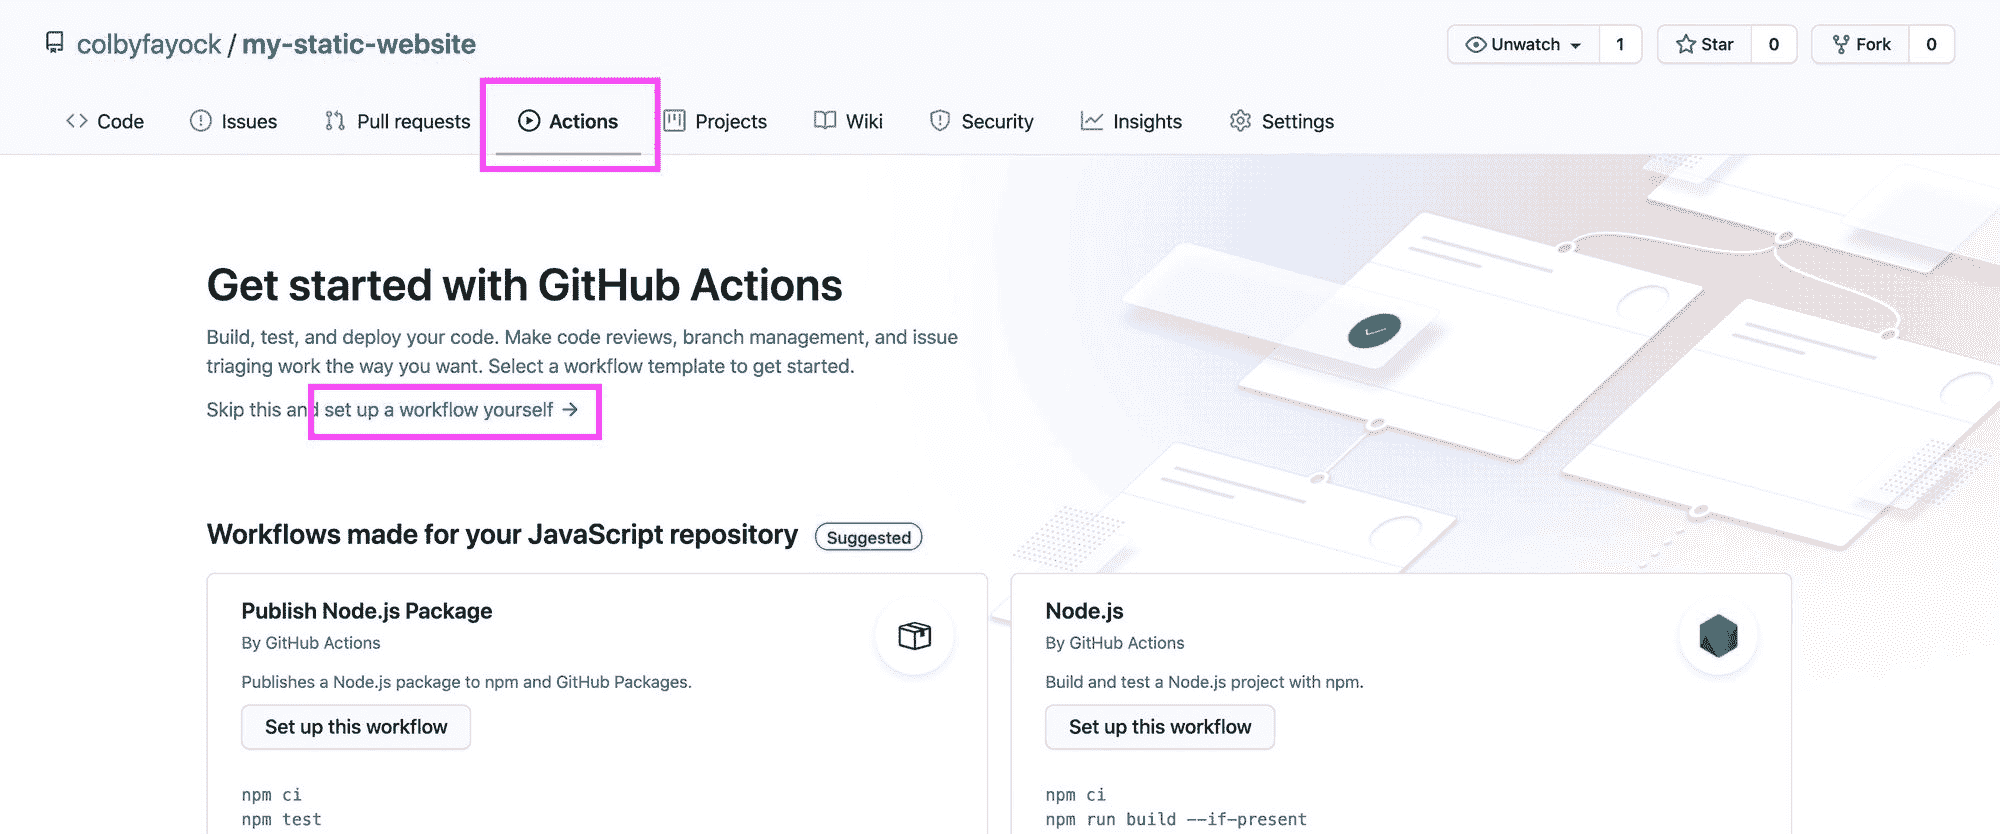 colbyfayock / my-static-website
Unwatch 1 Star 0 Fork 0
Code Issues Pull requests Actions Projects Wiki Security Insights Settings
Get started with GitHub Actions
Build, test, and deploy your code. Make code reviews, branch management, and issue
triaging work the way you want. Select a workflow template to get started.
Skip this and set up a workflow yourself →
Workflows made for your JavaScript repository Suggested
Publish Node.js Package
By GitHub Actions
Publishes a Node.js package to npm and GitHub Packages.
Set up this workflow
npm ci
npm test
Node.js
By GitHub Actions
Build and test a Node.js project with npm.
Set up this workflow
npm ci
npm run build --if-present